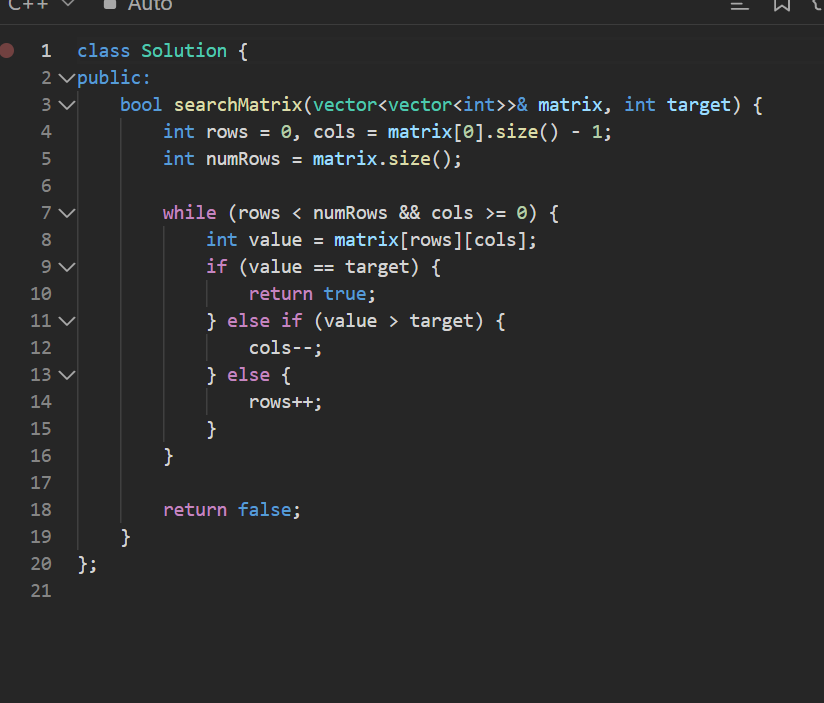 C++ Auto
1 class Solution {
2 public:
3     bool searchMatrix(vector<vector<int>>& matrix, int target) {
4         int rows = 0, cols = matrix[0].size() - 1;
5         int numRows = matrix.size();
6
7         while (rows < numRows && cols >= 0) {
8             int value = matrix[rows][cols];
9             if (value == target) {
10                 return true;
11             } else if (value > target) {
12                 cols--;
13             } else {
14                 rows++;
15             }
16         }
17
18         return false;
19     }
20 };
21